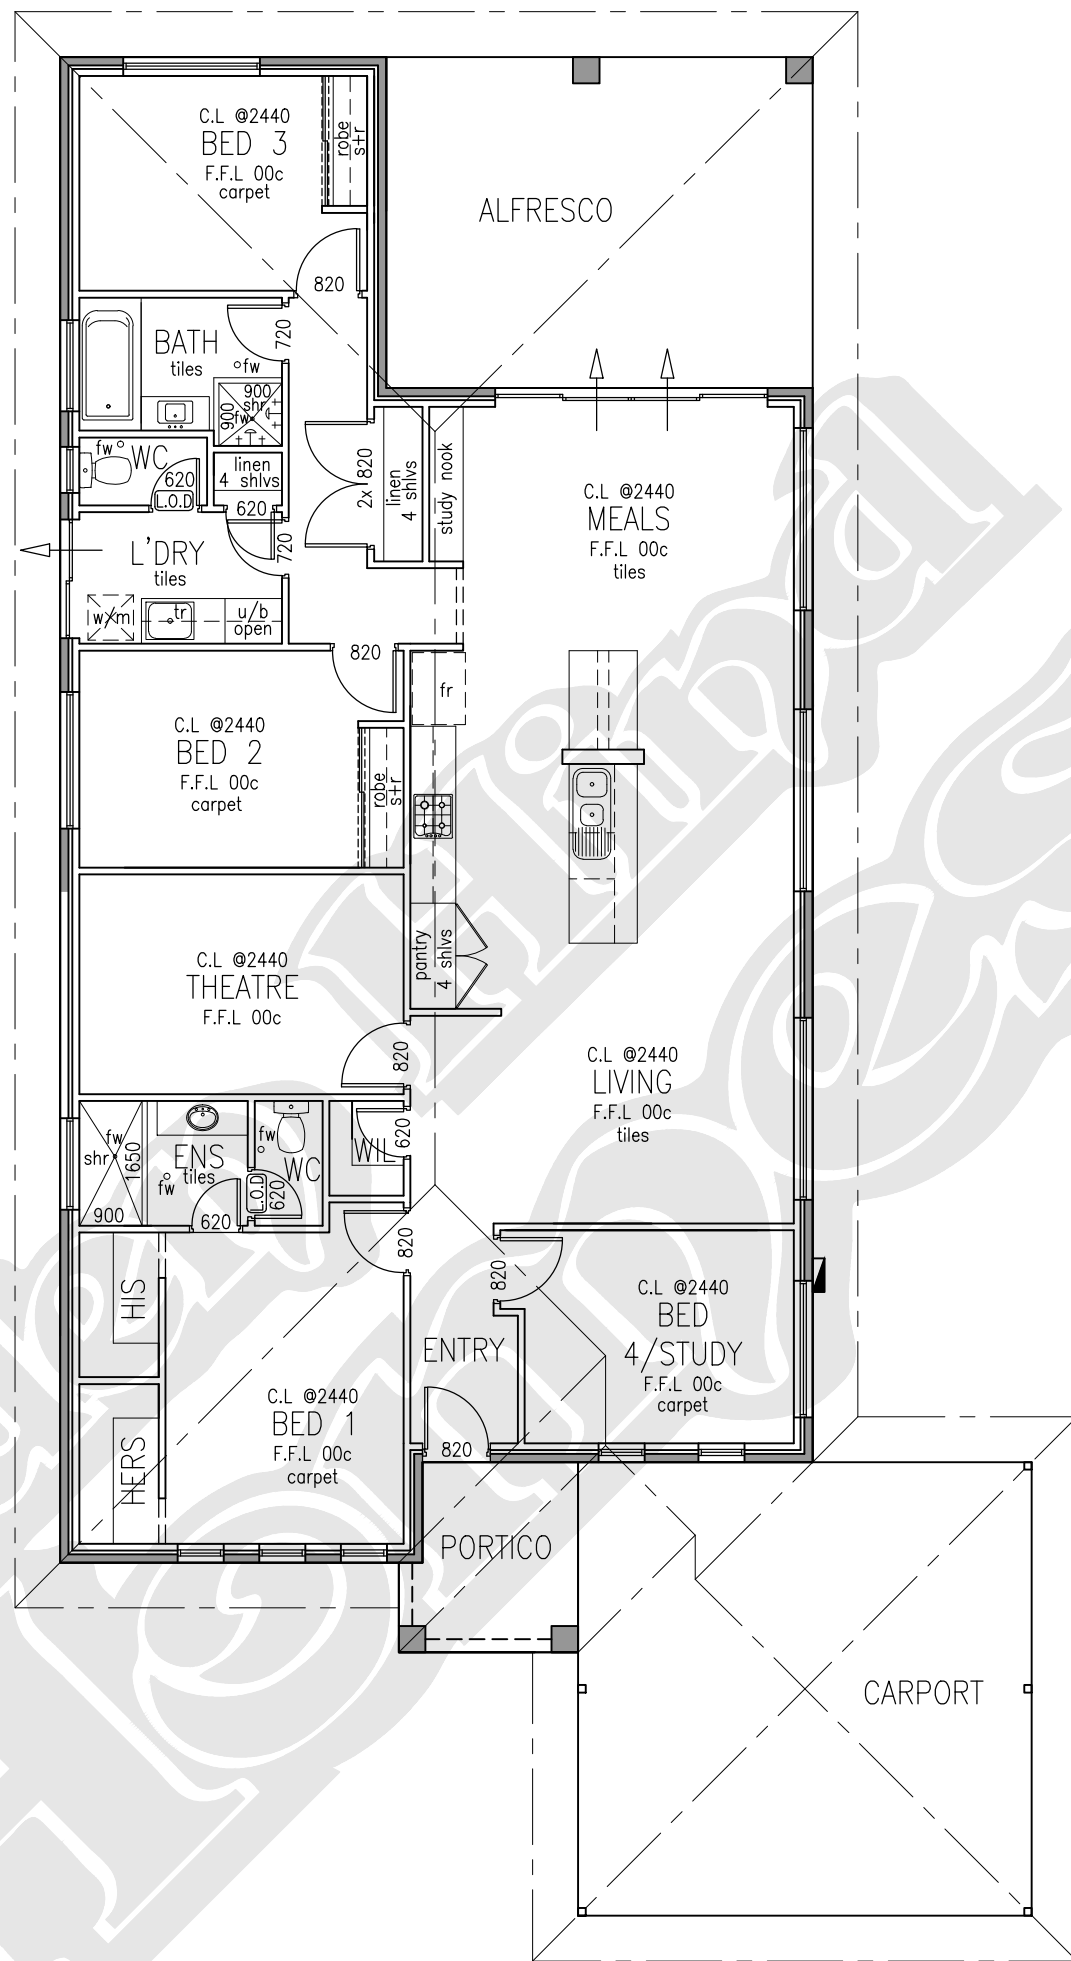 C.L @2440
BED 3
F.F.L 00c
carpet
robe
s+r
ALFRESCO
820
BATH
tiles
fw
720
900
shr
900
fw
fw
WC
620
L.O.D
linen
4 shlvs
620
2x 820
linen
4 shlvs
study nook
C.L @2440
MEALS
F.F.L 00c
tiles
L'DRY
tiles
720
w/m
tr
u/b
open
820
fr
C.L @2440
BED 2
F.F.L 00c
carpet
robe
s+r
pantry
4 shlvs
C.L @2440
THEATRE
F.F.L 00c
820
C.L @2440
LIVING
F.F.L 00c
tiles
fw
shr
1650
900
ENS
tiles
fw
620
fw
WC
L.O.D
620
WIL
620
820
HIS
HERS
C.L @2440
BED 1
F.F.L 00c
carpet
ENTRY
820
820
C.L @2440
BED
4/STUDY
F.F.L 00c
carpet
PORTICO
CARPORT